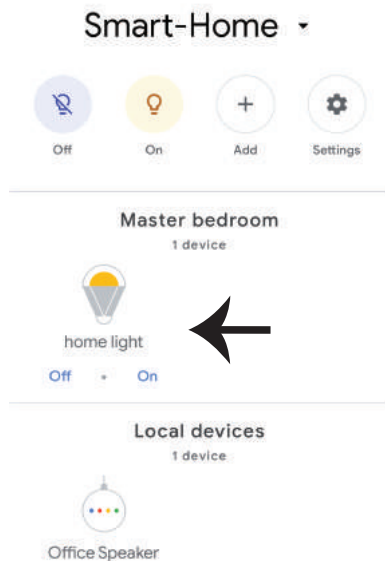 Smart-Home
Off On Add Settings
Master bedroom
1 device
home light
Off • On
Local devices
1 device
Office Speaker